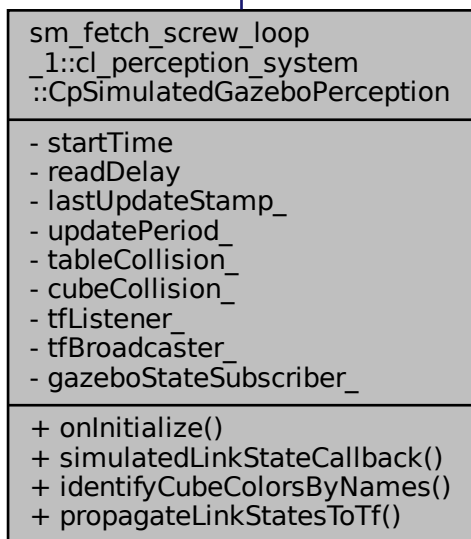 sm_fetch_screw_loop
_1::cl_perception_system
::CpSimulatedGazeboPerception
- startTime
- readDelay
- lastUpdateStamp_
- updatePeriod_
- tableCollision_
- cubeCollision_
- tfListener_
- tfBroadcaster_
- gazeboStateSubscriber_
+ onInitialize()
+ simulatedLinkStateCallback()
+ identifyCubeColorsByNames()
+ propagateLinkStatesToTf()